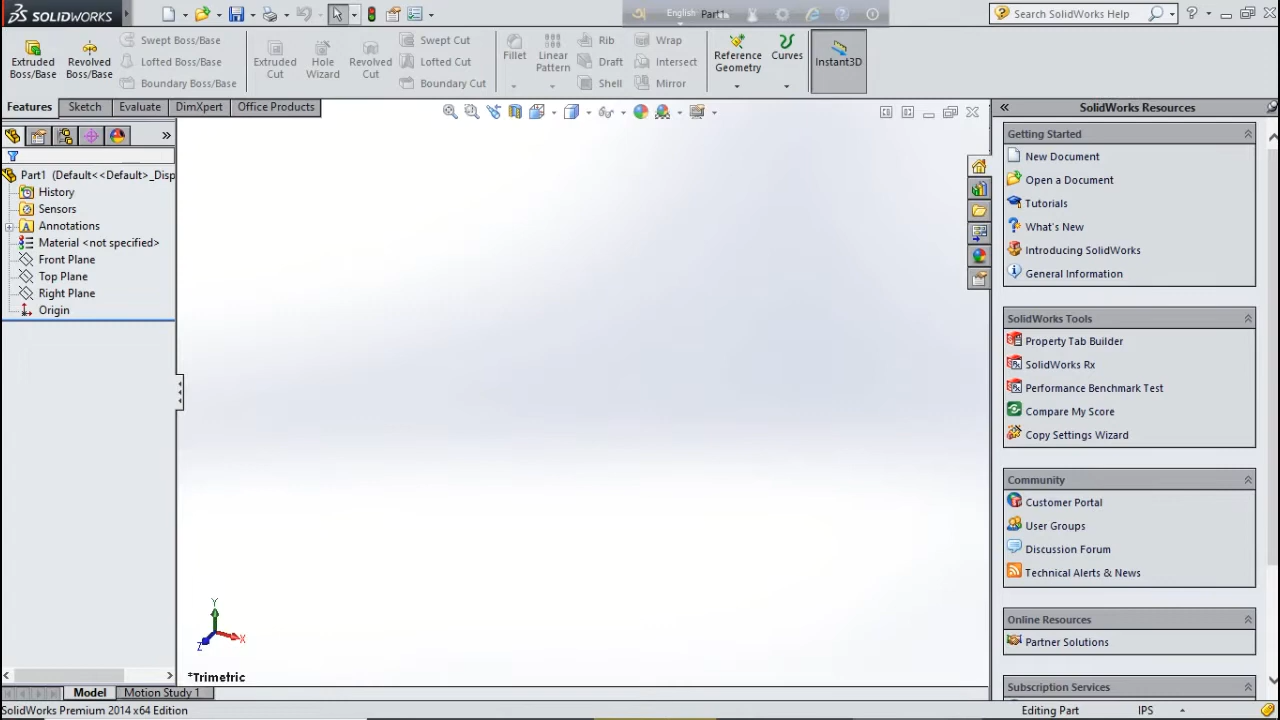 SOLIDWORKS
English
Part1
Search SolidWorks Help
Extruded Boss/Base
Revolved Boss/Base
Swept Boss/Base
Lofted Boss/Base
Boundary Boss/Base
Extruded Cut
Hole Wizard
Revolved Cut
Swept Cut
Lofted Cut
Boundary Cut
Fillet
Linear Pattern
Rib
Draft
Shell
Wrap
Intersect
Mirror
Reference Geometry
Curves
Instant3D
Features
Sketch
Evaluate
DimXpert
Office Products
Part1 (Default<<Default>_Disp
History
Sensors
Annotations
Material <not specified>
Front Plane
Top Plane
Right Plane
Origin
Y
X
Z
*Trimetric
SolidWorks Resources
Getting Started
New Document
Open a Document
Tutorials
What's New
Introducing SolidWorks
General Information
SolidWorks Tools
Property Tab Builder
SolidWorks Rx
Performance Benchmark Test
Compare My Score
Copy Settings Wizard
Community
Customer Portal
User Groups
Discussion Forum
Technical Alerts & News
Online Resources
Partner Solutions
Subscription Services
Model
Motion Study 1
SolidWorks Premium 2014 x64 Edition
Editing Part
IPS